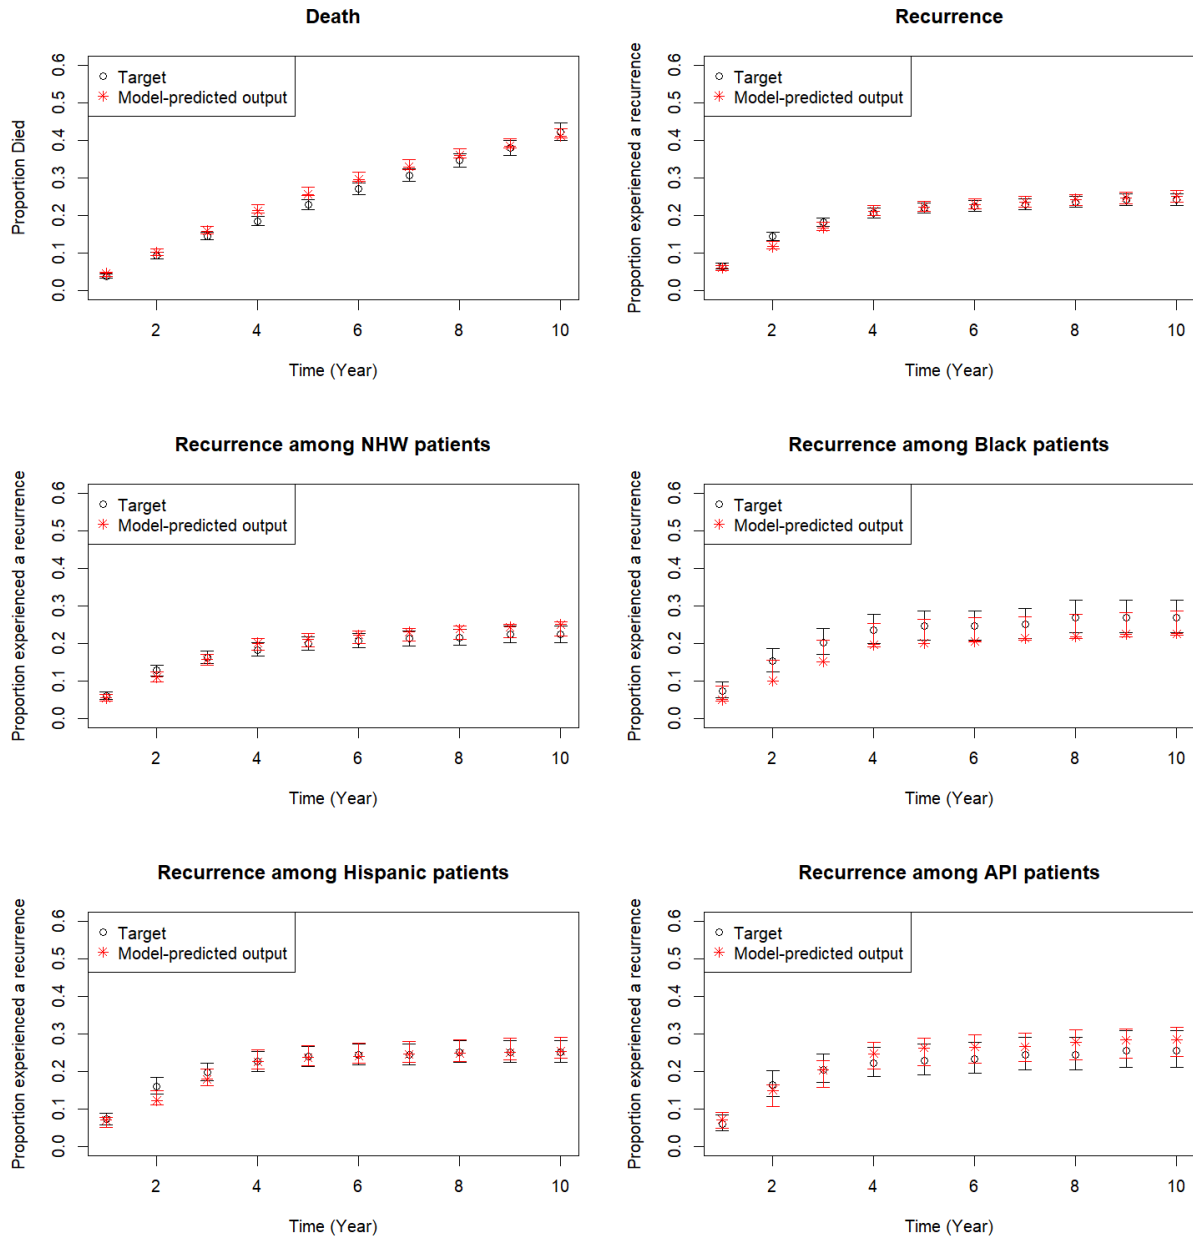 Death
Proportion Died
0.0 0.1 0.2 0.3 0.4 0.5 0.6
Target
Model-predicted output
2 4 6 8 10
Time (Year)
Recurrence
Proportion experienced a recurrence
0.0 0.1 0.2 0.3 0.4 0.5 0.6
Target
Model-predicted output
2 4 6 8 10
Time (Year)
Recurrence among NHW patients
Proportion experienced a recurrence
0.0 0.1 0.2 0.3 0.4 0.5 0.6
Target
Model-predicted output
2 4 6 8 10
Time (Year)
Recurrence among Black patients
Proportion experienced a recurrence
0.0 0.1 0.2 0.3 0.4 0.5 0.6
Target
Model-predicted output
2 4 6 8 10
Time (Year)
Recurrence among Hispanic patients
Proportion experienced a recurrence
0.0 0.1 0.2 0.3 0.4 0.5 0.6
Target
Model-predicted output
2 4 6 8 10
Time (Year)
Recurrence among API patients
Proportion experienced a recurrence
0.0 0.1 0.2 0.3 0.4 0.5 0.6
Target
Model-predicted output
2 4 6 8 10
Time (Year)